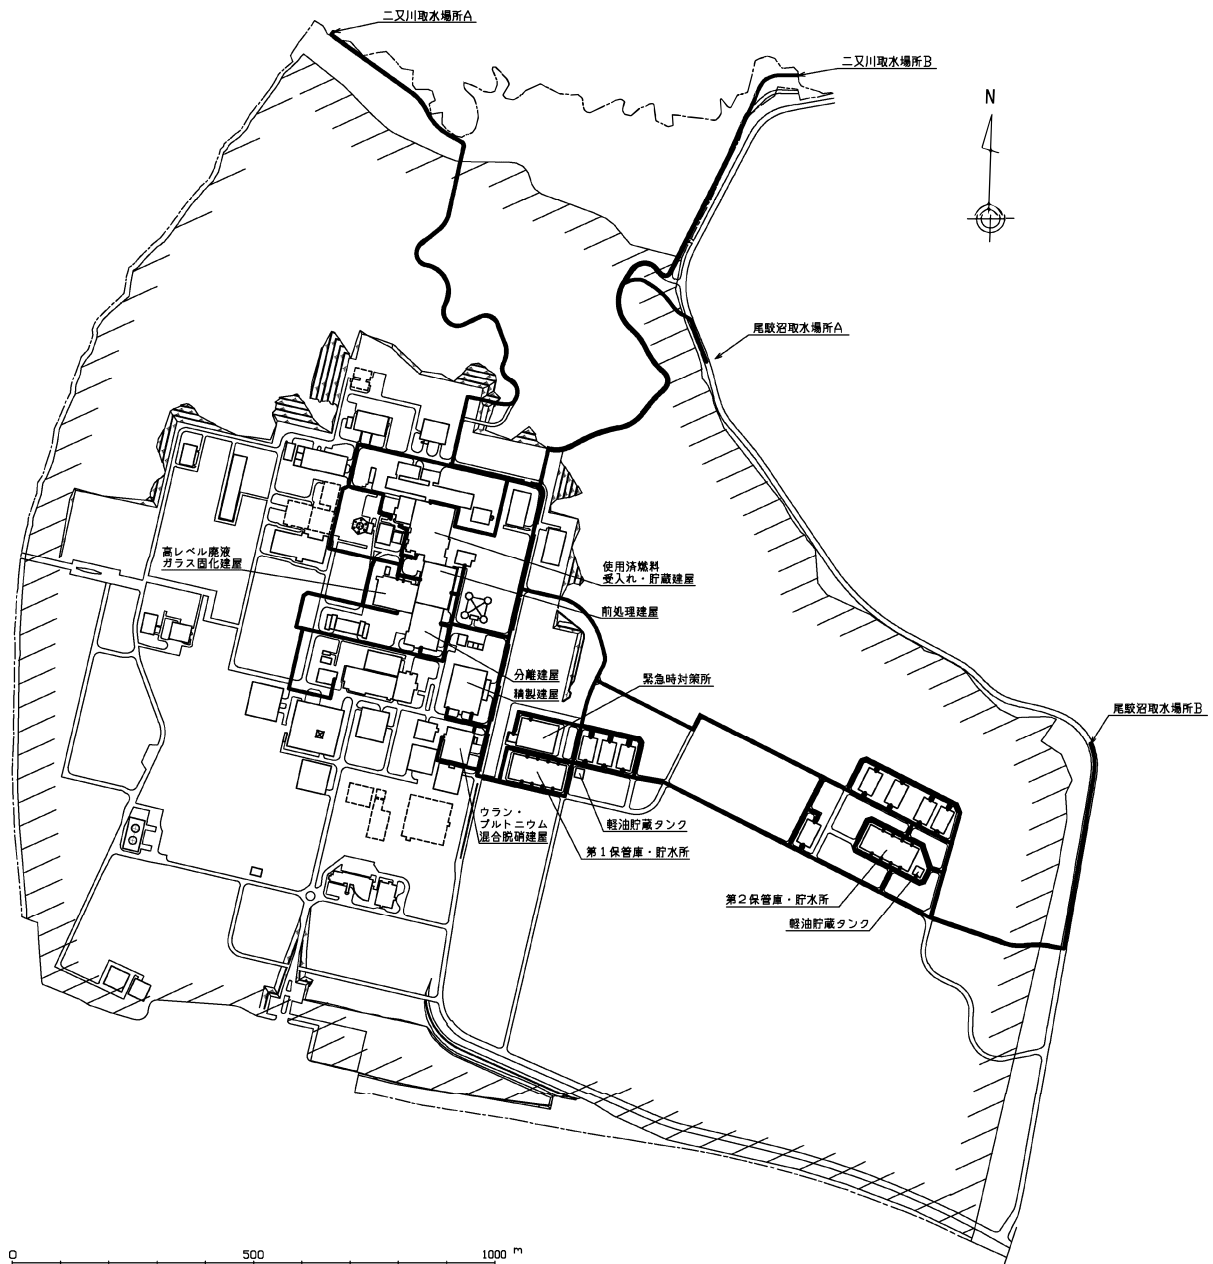 二又川取水場所A
二又川取水場所B
N
尾駮沼取水場所A
高レベル廃液
ガラス固化建屋
使用済燃料
受入れ・貯蔵建屋
前処理建屋
分離建屋
精製建屋
緊急時対策所
尾駮沼取水場所B
ウラン・
プルトニウム
混合脱硝建屋
軽油貯蔵タンク
第1保管庫・貯水所
第2保管庫・貯水所
軽油貯蔵タンク
0 500 1000 m